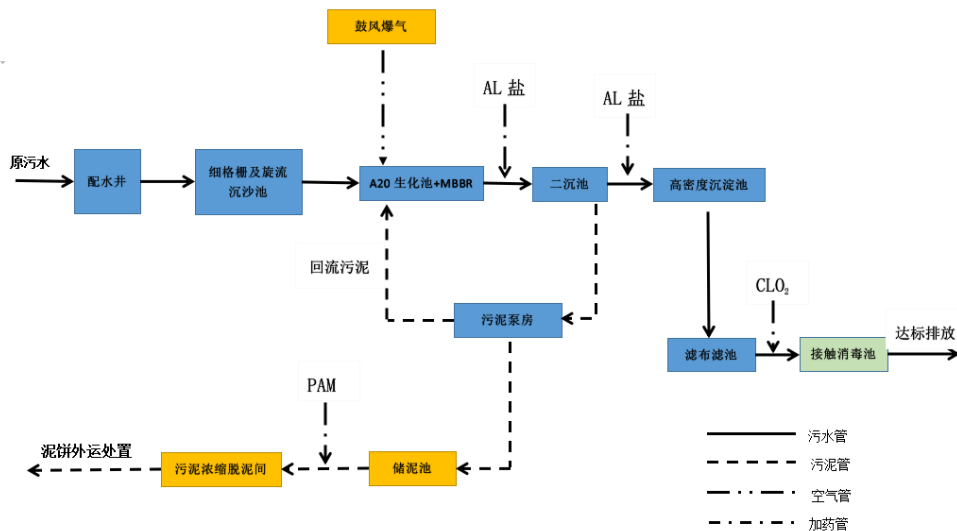 鼓风爆气
AL 盐
AL 盐
原污水
配水井
细格栅及旋流
沉沙池
A20 生化池+MBBR
二沉池
高密度沉淀池
回流污泥
污泥泵房
CLO₂
达标排放
滤布滤池
接触消毒池
PAM
泥饼外运处置
污泥浓缩脱泥间
储泥池
污水管
污泥管
空气管
加药管